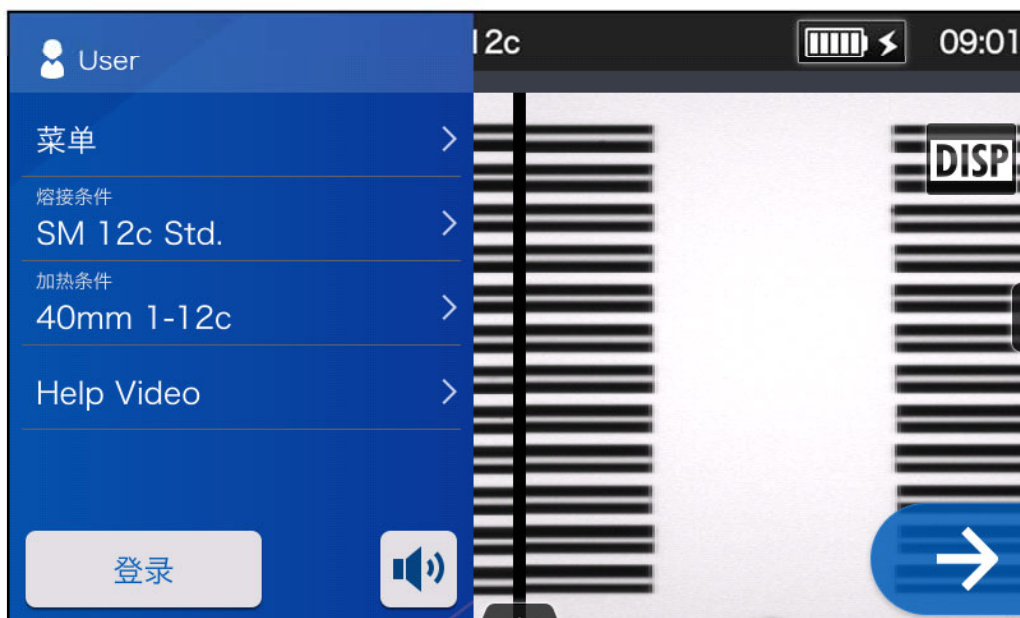 User
12c
09:01
菜单
DISP
熔接条件
SM 12c Std.
加热条件
40mm 1-12c
Help Video
登录